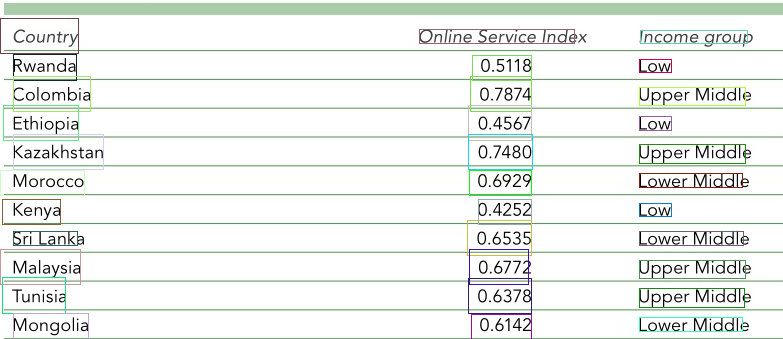 Country Online Service Index Income group
Rwanda 0.5118 Low
Colombia 0.7874 Upper Middle
Ethiopia 0.4567 Low
Kazakhstan 0.7480 Upper Middle
Morocco 0.6929 Lower Middle
Kenya 0.4252 Low
Sri Lanka 0.6535 Lower Middle
Malaysia 0.6772 Upper Middle
Tunisia 0.6378 Upper Middle
Mongolia 0.6142 Lower Middle